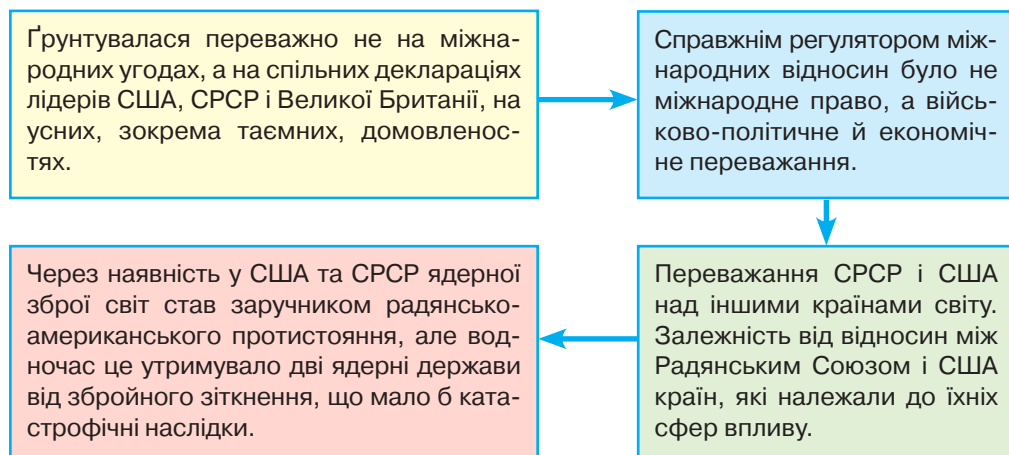 Ґрунтувалася переважно не на міжна-
родних угодах, а на спільних деклараціях
лідерів США, СРСР і Великої Британії, на
усних, зокрема таємних, домовленос-
тях.
Справжнім регулятором між-
народних відносин було не
міжнародне право, а війсь-
ково-політичне й економіч-
не переважання.
Переважання СРСР і США
над іншими країнами світу.
Залежність від відносин між
Радянським Союзом і США
країн, які належали до їхніх
сфер впливу.
Через наявність у США та СРСР ядерної
зброї світ став заручником радянсько-
американського протистояння, але вод-
ночас це утримувало дві ядерні держави
від збройного зіткнення, що мало б ката-
строфічні наслідки.